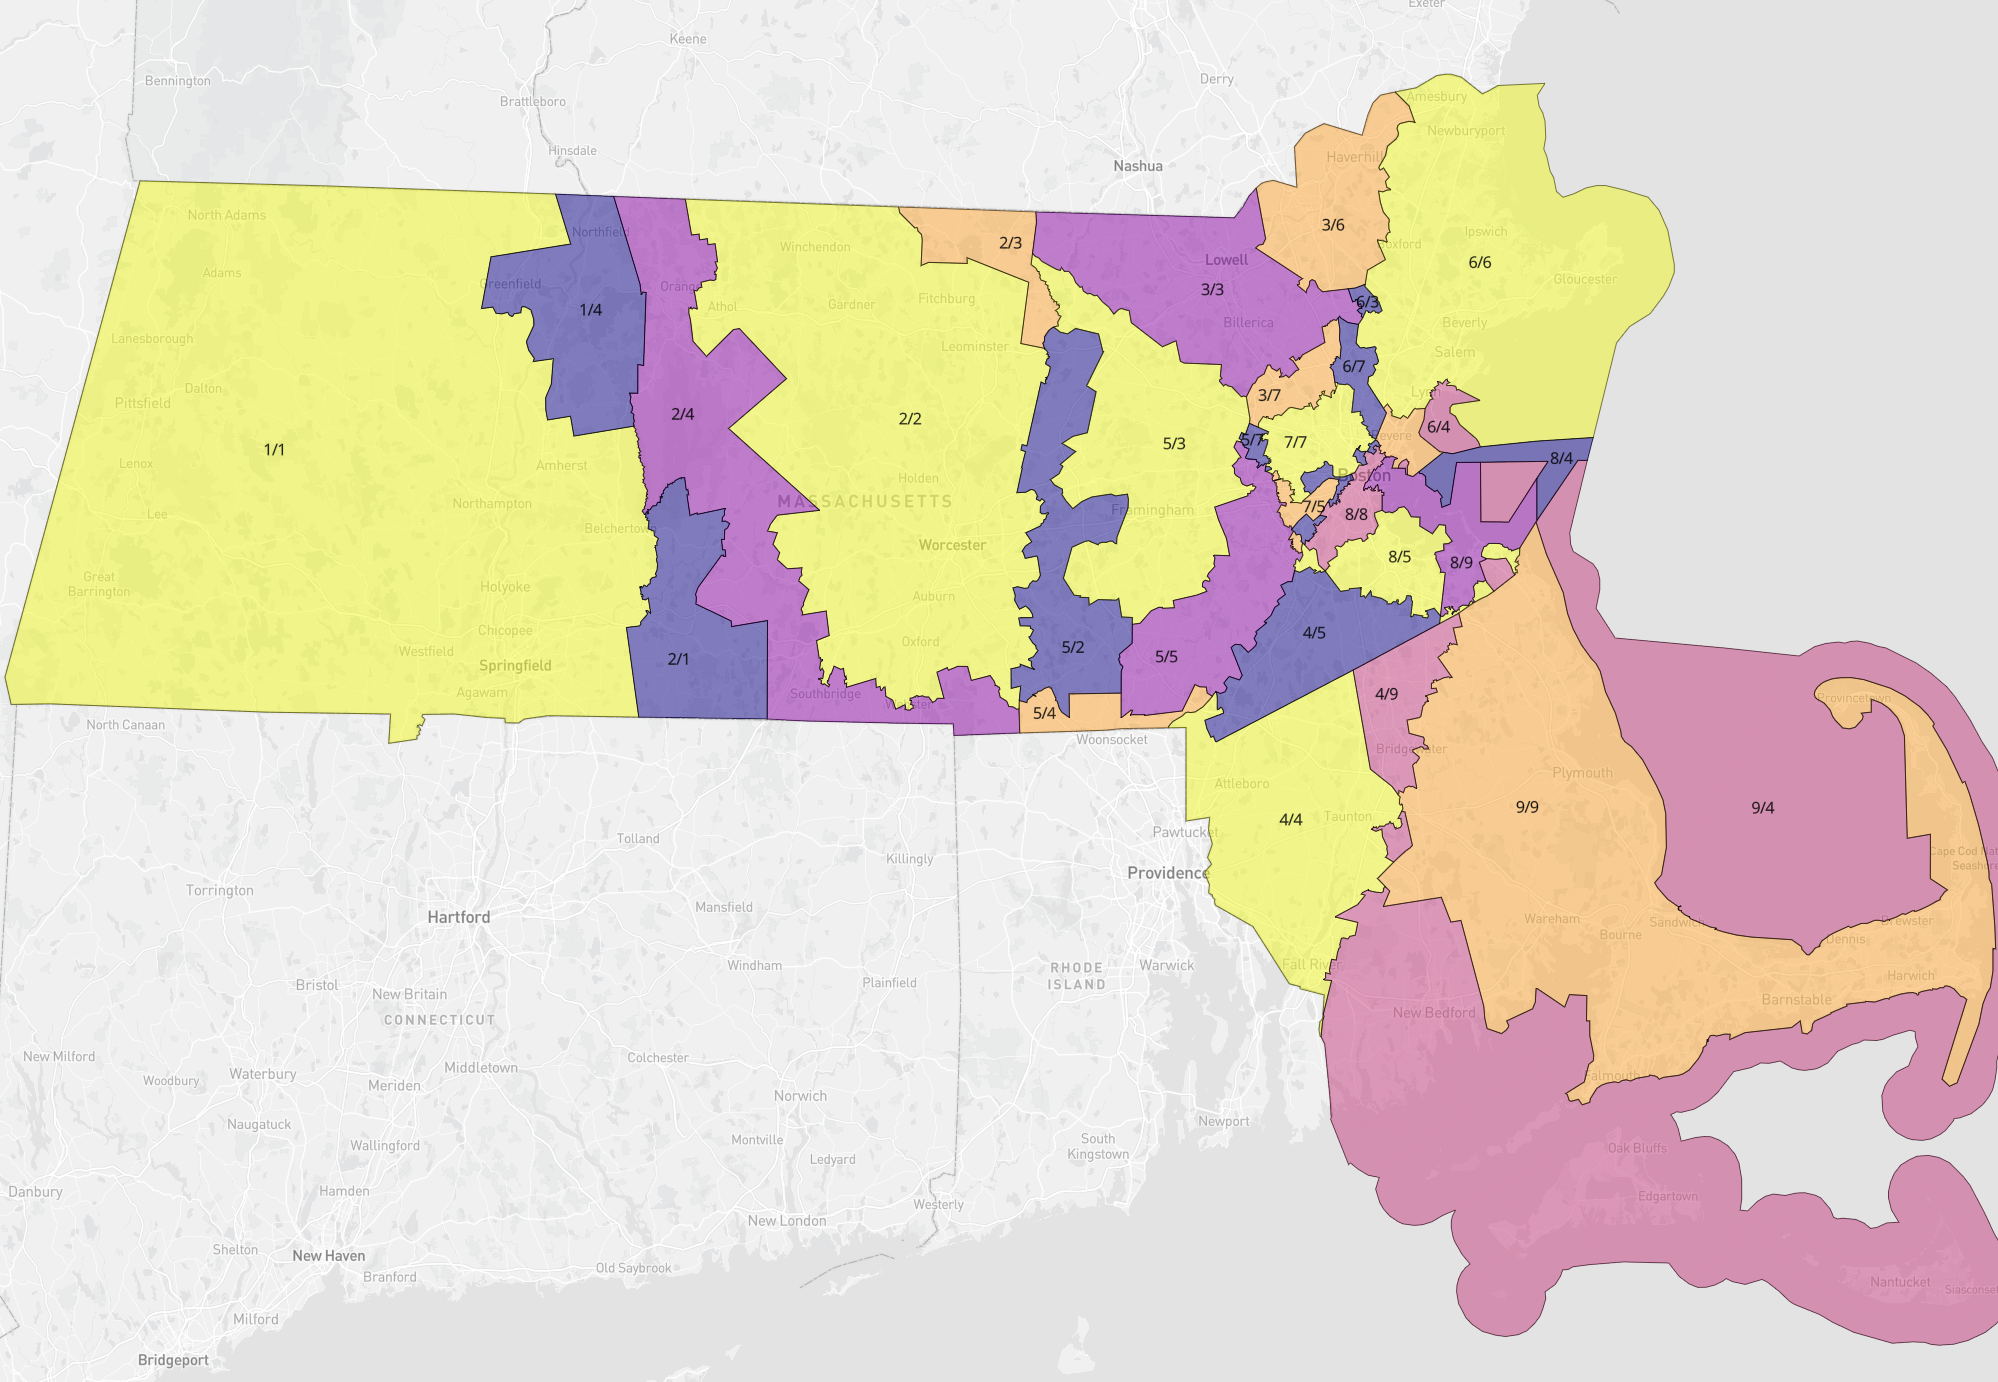 Exeter
Keene
Bennington
Derry
Amesbury
Brattleboro
Newburyport
Hinsdale
Haverhill
Nashua
North Adams
3/6
Northfield
Ipswich
Winchendon
2/3
Boxford
Lowell
6/6
Adams
Gloucester
Greenfield
Orange
3/3
Fitchburg
6/3
Athol
Gardner
1/4
Billerica
Beverly
Lanesborough
Leominster
Salem
6/7
Dalton
Lynn
3/7
Pittsfield
2/4
2/2
6/4
Revere
5/7
7/7
5/3
1/1
8/4
Lenox
Amherst
Boston
Holden
MASSACHUSETTS
Northampton
7/5
Lee
Framingham
8/8
Belchertown
Worcester
8/5
8/9
Great
Barrington
Holyoke
Auburn
Chicopee
4/5
Oxford
5/2
Westfield
5/5
2/1
Springfield
Agawam
Southbridge
4/9
Provincetown
Webster
5/4
North Canaan
Woonsocket
Bridgewater
Plymouth
Attleboro
9/9
9/4
4/4
Taunton
Pawtucket
Tolland
Killingly
Cape Cod Nat
Seashore
Providence
Torrington
Mansfield
Hartford
Wareham
Sandwich
Brewster
Bourne
Dennis
Windham
Warwick
Fall River
RHODE
ISLAND
Harwich
Bristol
Plainfield
New Britain
Barnstable
New Bedford
CONNECTICUT
New Milford
Colchester
Middletown
Waterbury
Falmouth
Woodbury
Meriden
Norwich
Newport
Naugatuck
Montville
South
Kingstown
Wallingford
Oak Bluffs
Ledyard
Danbury
Hamden
Edgartown
Westerly
New London
Shelton
New Haven
Old Saybrook
Branford
Nantucket
Siasconset
Milford
Bridgeport